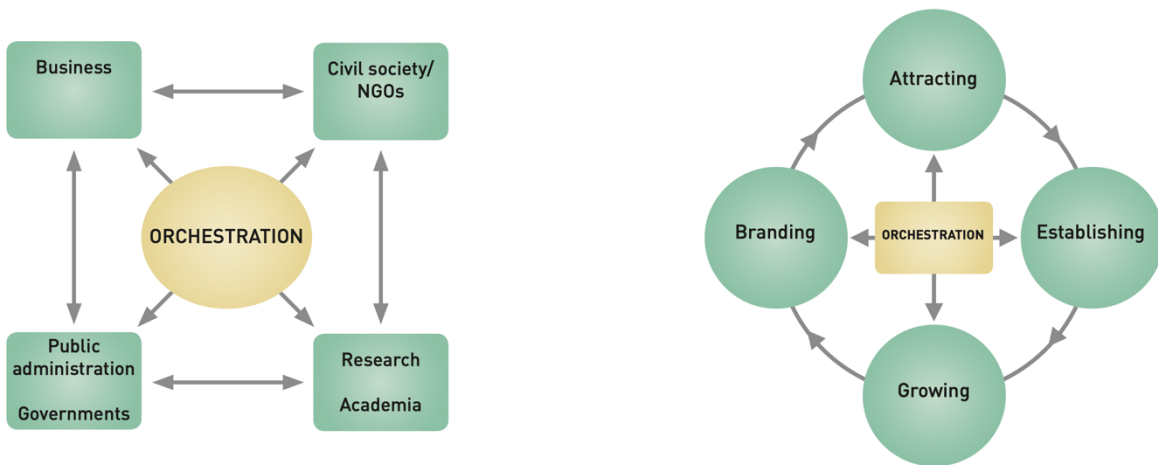 Business
Civil society/
NGOs
ORCHESTRATION
Public
administration
Governments
Research
Academia
Attracting
Branding
ORCHESTRATION
Establishing
Growing